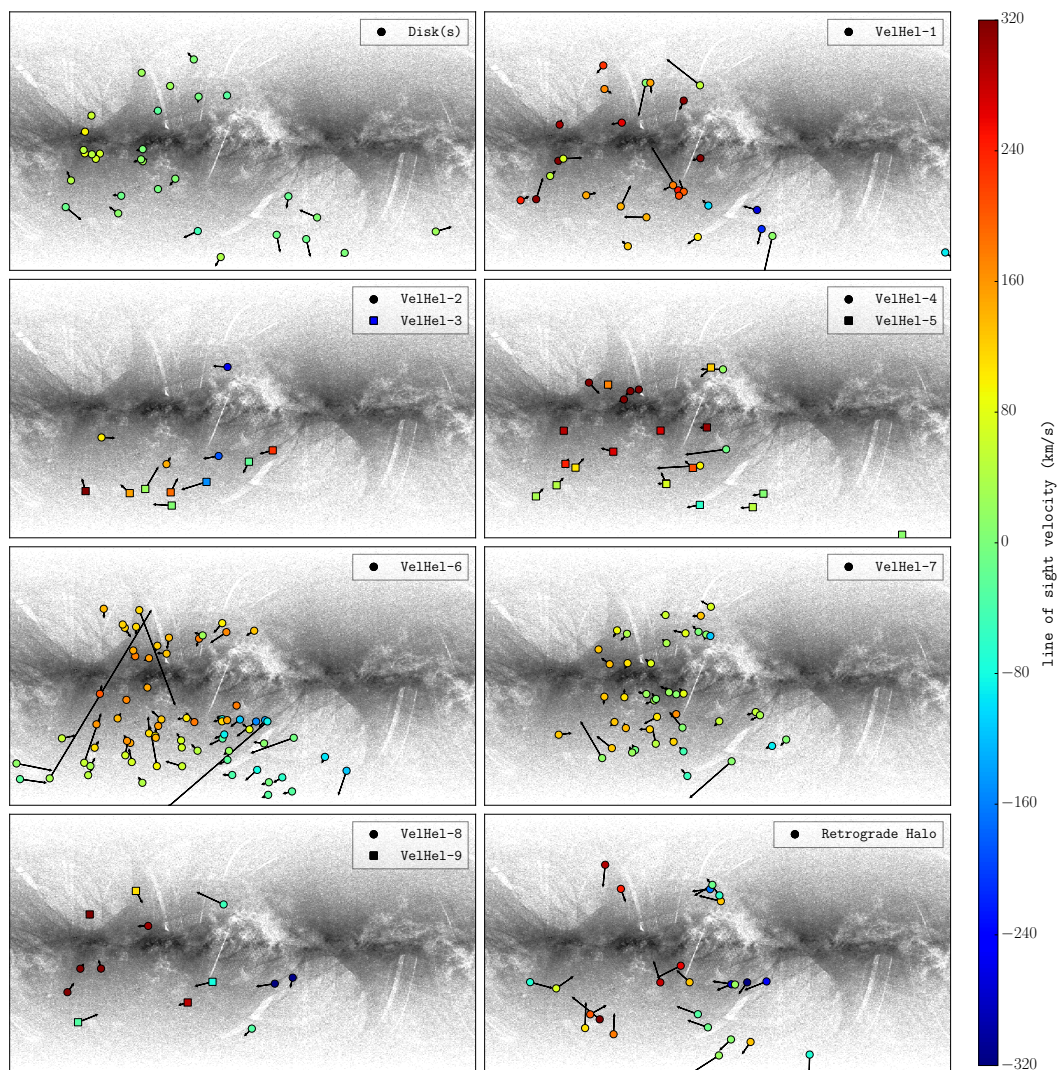 Disk(s)
VelHel-1
VelHel-2
VelHel-3
VelHel-4
VelHel-5
VelHel-6
VelHel-7
VelHel-8
VelHel-9
Retrograde Halo
320
240
160
80
0
−80
−160
−240
−320
line of sight velocity (km/s)